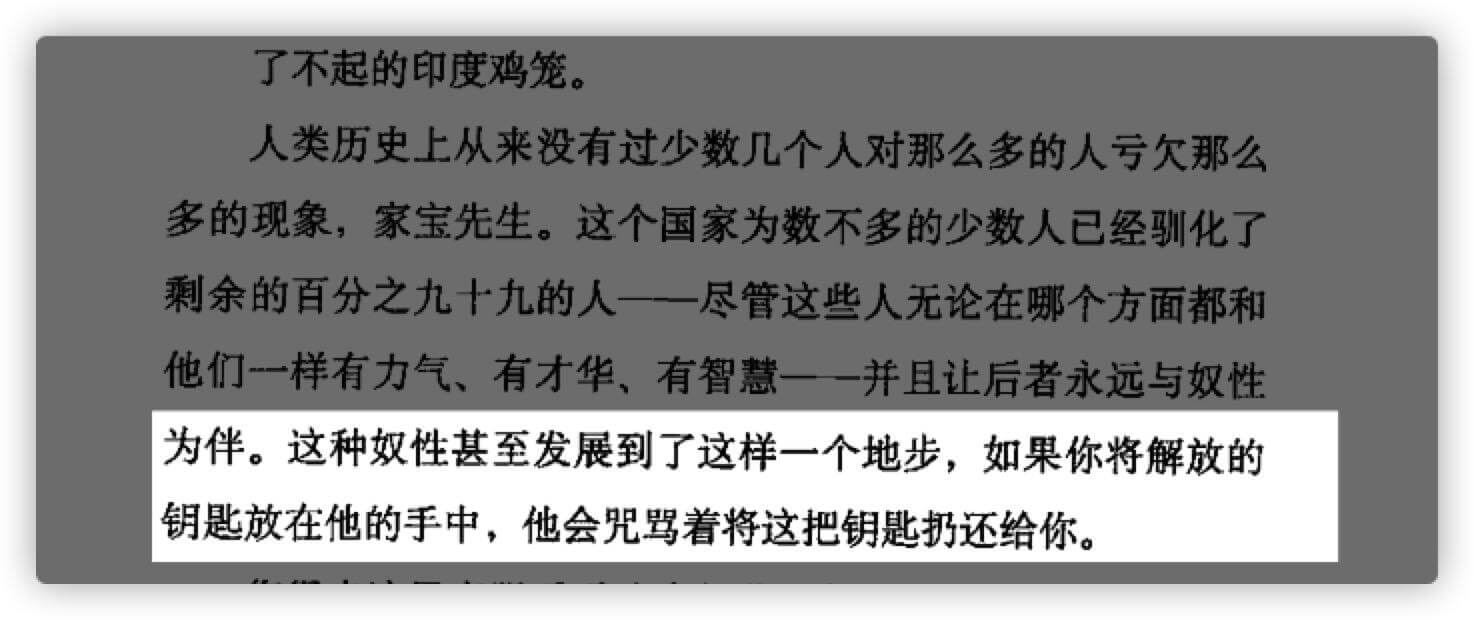 了不起的印度鸡笼。
人类历史上从来没有过少数几个人对那么多的人亏欠那么
多的现象，家宝先生。这个国家为数不多的少数人已经驯化了
剩余的百分之九十九的人——尽管这些人无论在哪个方面都和
他们一样有力气、有才华、有智慧——并且让后者永远与奴性
为伴。这种奴性甚至发展到了这样一个地步，如果你将解放的
钥匙放在他的手中，他会咒骂着将这把钥匙扔还给你。